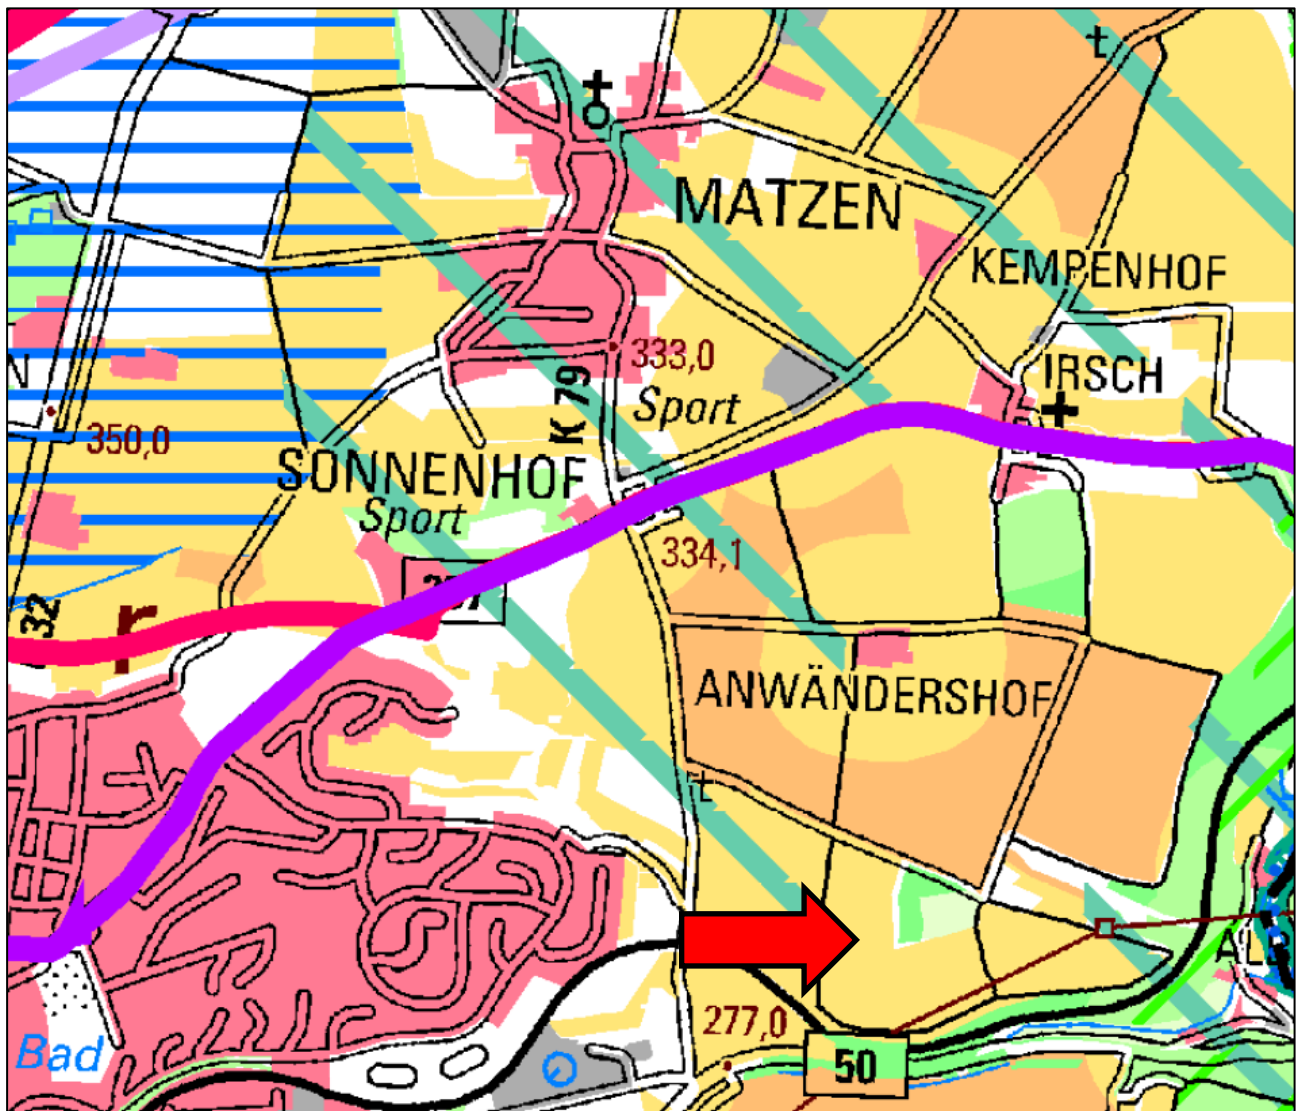 t
MATZEN
KEMPENHOF
333,0
IRSCH
K 79
Sport
350,0
SONNENHOF
Sport
334,1
32
r
ANWÄNDERSHOF
t
277,0
Bad
50